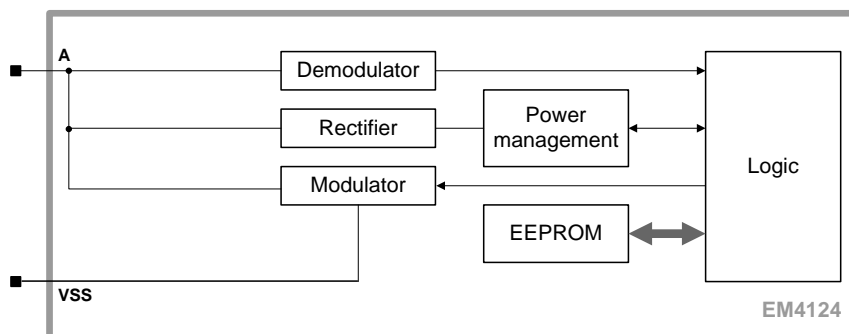 A
Demodulator
Rectifier
Power
management
Modulator
Logic
EEPROM
VSS
EM4124